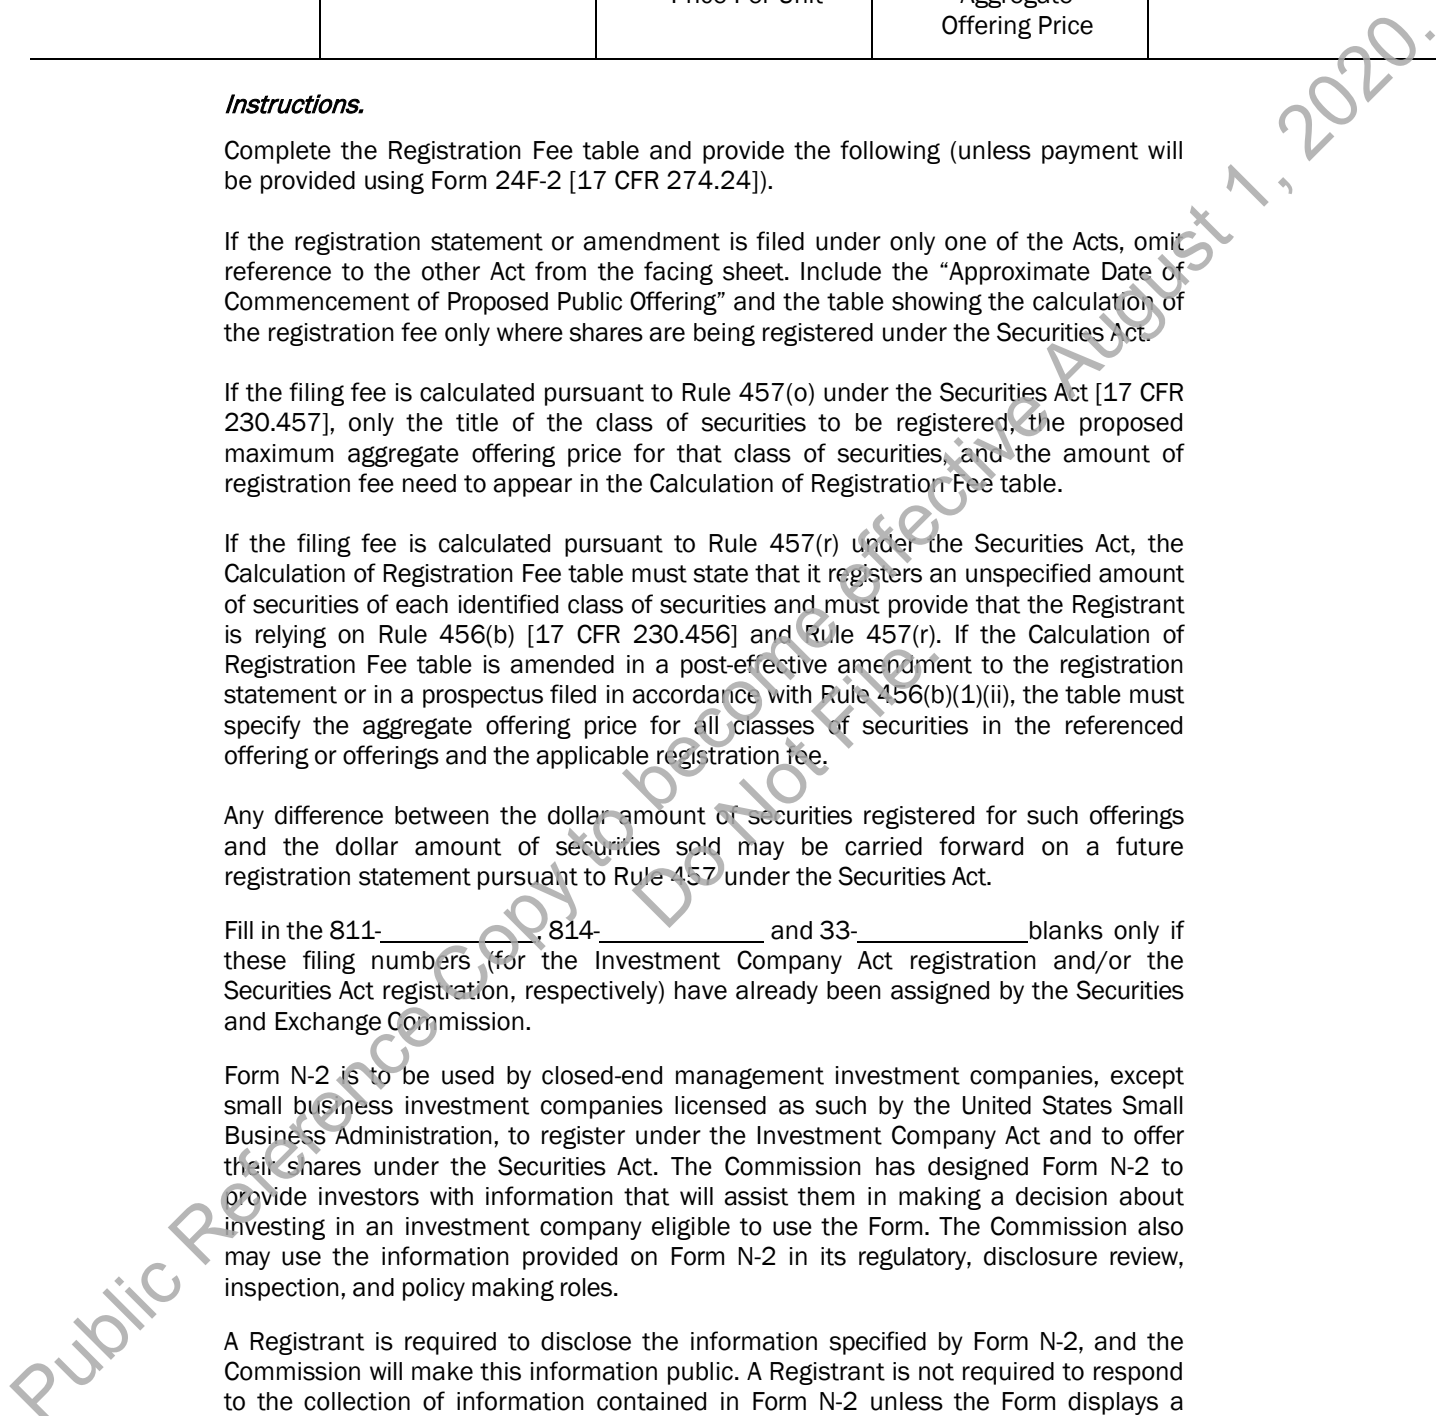 Price Per Unit
Aggregate
Offering Price
Instructions.
Complete the Registration Fee table and provide the following (unless payment will
be provided using Form 24F-2 [17 CFR 274.24]).
If the registration statement or amendment is filed under only one of the Acts, omit
reference to the other Act from the facing sheet. Include the “Approximate Date of
Commencement of Proposed Public Offering” and the table showing the calculation of
the registration fee only where shares are being registered under the Securities Act.
If the filing fee is calculated pursuant to Rule 457(o) under the Securities Act [17 CFR
230.457], only the title of the class of securities to be registered, the proposed
maximum aggregate offering price for that class of securities, and the amount of
registration fee need to appear in the Calculation of Registration Fee table.
If the filing fee is calculated pursuant to Rule 457(r) under the Securities Act, the
Calculation of Registration Fee table must state that it registers an unspecified amount
of securities of each identified class of securities and must provide that the Registrant
is relying on Rule 456(b) [17 CFR 230.456] and Rule 457(r). If the Calculation of
Registration Fee table is amended in a post-effective amendment to the registration
statement or in a prospectus filed in accordance with Rule 456(b)(1)(ii), the table must
specify the aggregate offering price for all classes of securities in the referenced
offering or offerings and the applicable registration fee.
Any difference between the dollar amount of securities registered for such offerings
and the dollar amount of securities sold may be carried forward on a future
registration statement pursuant to Rule 457 under the Securities Act.
Fill in the 811-____________, 814-____________ and 33-____________blanks only if
these filing numbers (for the Investment Company Act registration and/or the
Securities Act registration, respectively) have already been assigned by the Securities
and Exchange Commission.
Form N-2 is to be used by closed-end management investment companies, except
small business investment companies licensed as such by the United States Small
Business Administration, to register under the Investment Company Act and to offer
their shares under the Securities Act. The Commission has designed Form N-2 to
provide investors with information that will assist them in making a decision about
investing in an investment company eligible to use the Form. The Commission also
may use the information provided on Form N-2 in its regulatory, disclosure review,
inspection, and policy making roles.
A Registrant is required to disclose the information specified by Form N-2, and the
Commission will make this information public. A Registrant is not required to respond
to the collection of information contained in Form N-2 unless the Form displays a
Public Reference Copy to become effective August 1, 2020.
Do Not File.